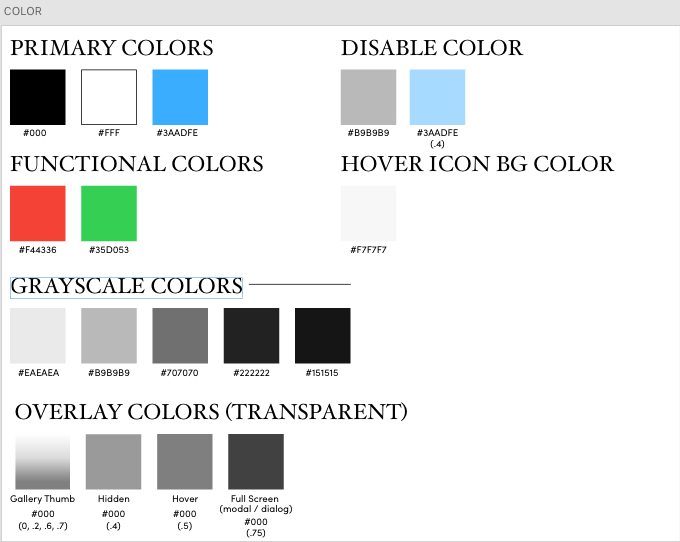 COLOR
PRIMARY COLORS
#000
#FFF
#3AADFE
DISABLE COLOR
#B9B9B9
#3AADFE
(.4)
FUNCTIONAL COLORS
#F44336
#35D053
HOVER ICON BG COLOR
#F7F7F7
GRAYSCALE COLORS
#EAEAEA
#B9B9B9
#707070
#222222
#151515
OVERLAY COLORS (TRANSPARENT)
Gallery Thumb
#000
(0, .2, .6, .7)
Hidden
#000
(.4)
Hover
#000
(.5)
Full Screen
(modal / dialog)
#000
(.75)